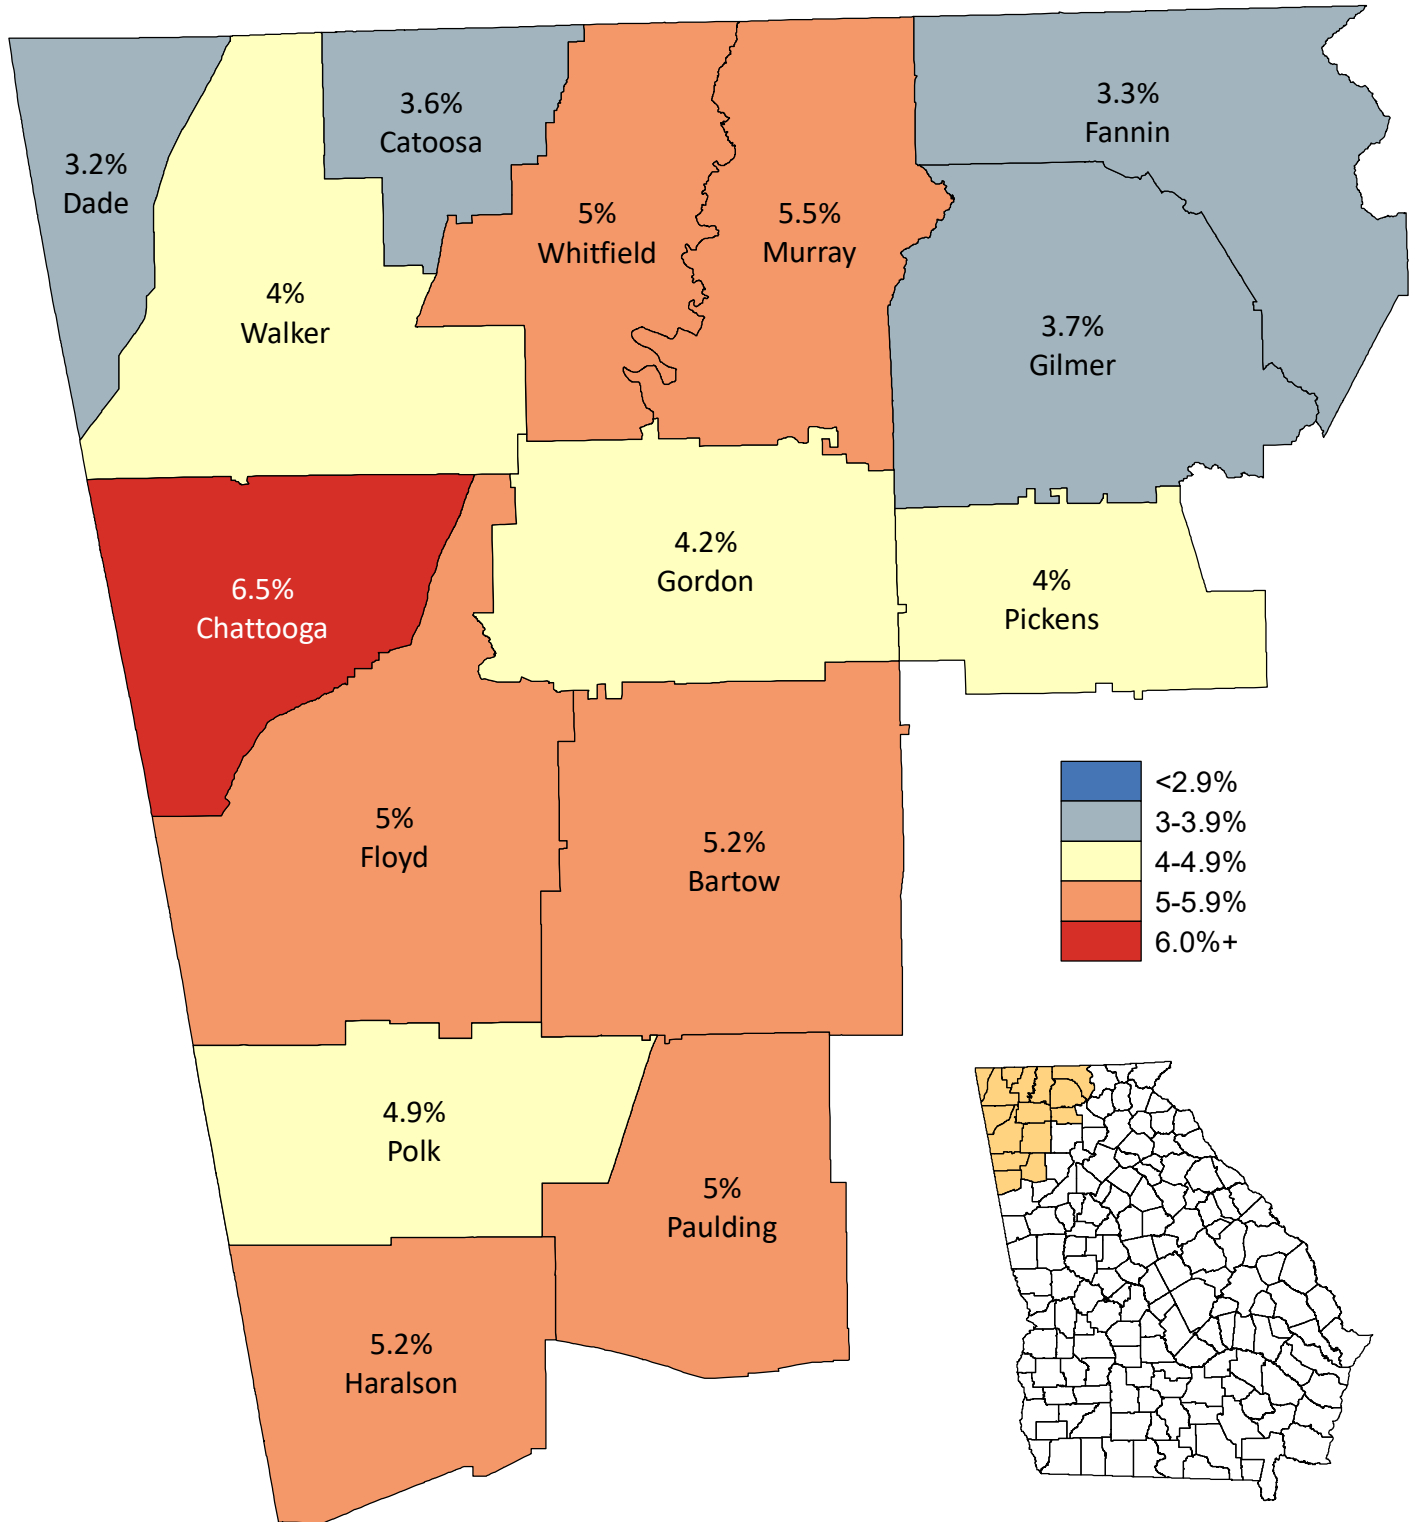 3.3%
Fannin
3.6%
Catoosa
3.2%
Dade
5%
Whitfield
5.5%
Murray
4%
Walker
3.7%
Gilmer
4.2%
Gordon
4%
Pickens
6.5%
Chattooga
5%
Floyd
5.2%
Bartow
<2.9%
3-3.9%
4-4.9%
5-5.9%
6.0%+
4.9%
Polk
5%
Paulding
5.2%
Haralson